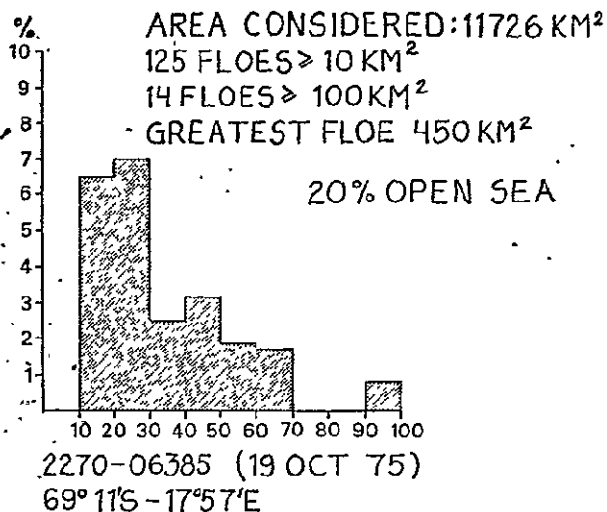 %
AREA CONSIDERED:11726 KM²
125 FLOES > 10 KM²
14 FLOES > 100 KM²
GREATEST FLOE 450 KM²
20% OPEN SEA
10
9
8
7
6
5
4
3
2
1
10 20 30 40 50 60 70 80 90 100
2270-06385 (19 OCT 75)
69° 11'S - 17°57'E